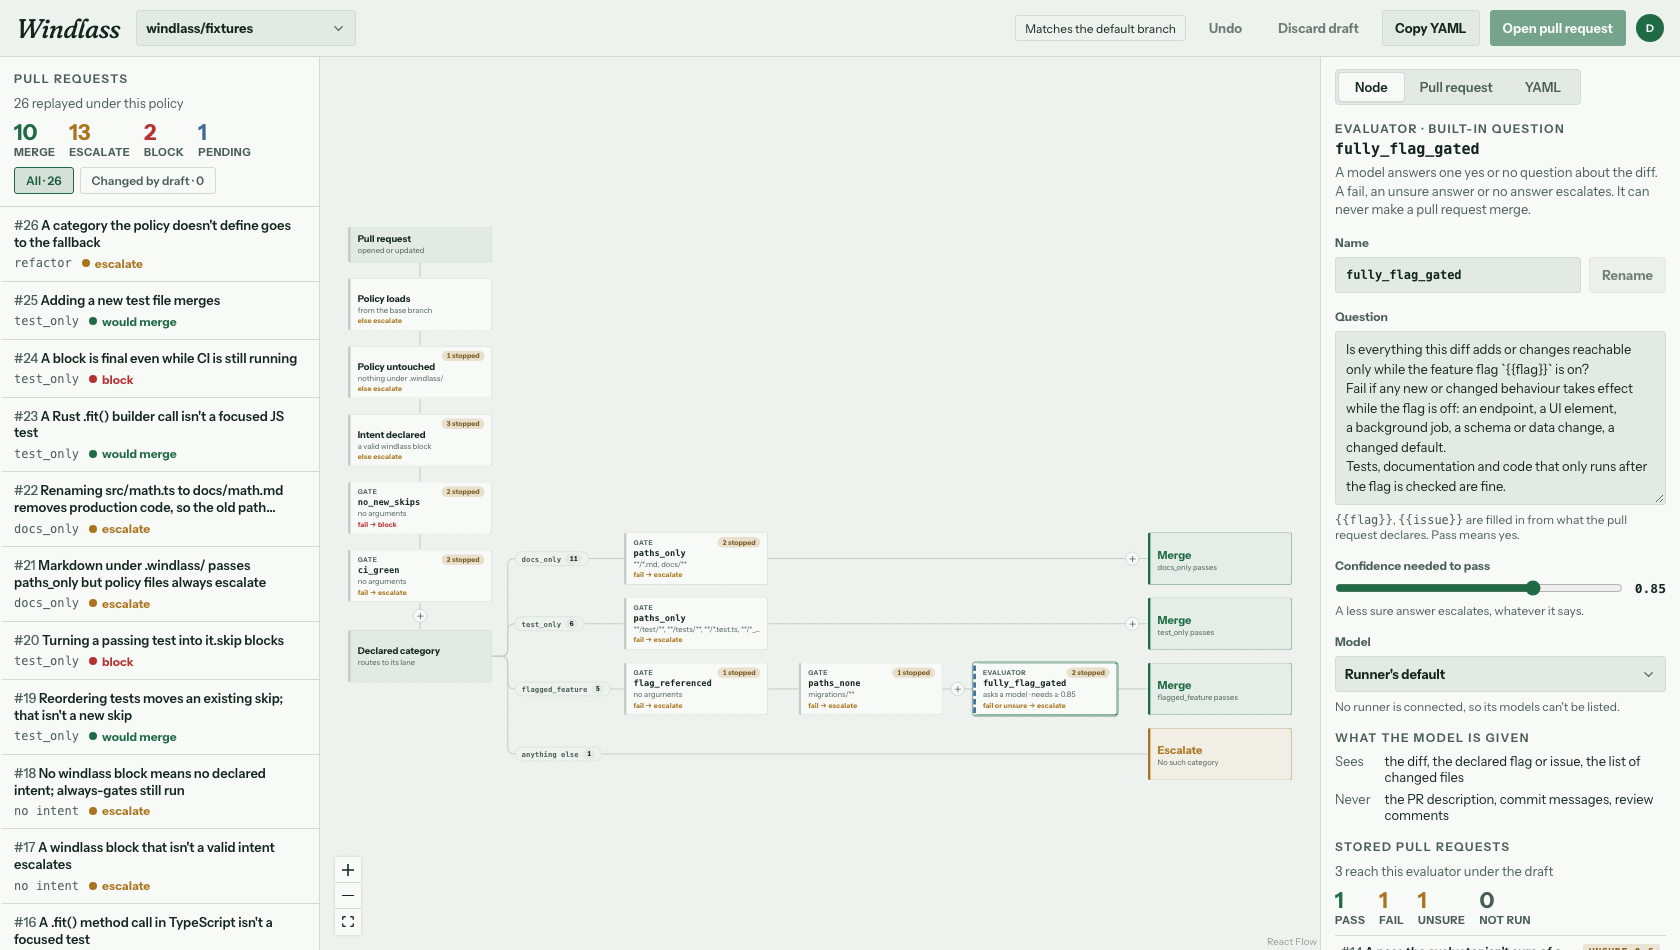 Windlass
windlass/fixtures
Matches the default branch
Undo
Discard draft
Copy YAML
Open pull request
D
PULL REQUESTS
26 replayed under this policy
10 13 2 1
MERGE ESCALATE BLOCK PENDING
All · 26
Changed by draft · 0
#26 A category the policy doesn't define goes
to the fallback
refactor escalate
#25 Adding a new test file merges
test_only would merge
#24 A block is final even while CI is still running
test_only block
#23 A Rust .fit() builder call isn't a focused JS
test
test_only would merge
#22 Renaming src/math.ts to docs/math.md
removes production code, so the old path...
docs_only escalate
#21 Markdown under .windlass/ passes
paths_only but policy files always escalate
docs_only escalate
#20 Turning a passing test into it.skip blocks
test_only block
#19 Reordering tests moves an existing skip;
that isn't a new skip
test_only would merge
#18 No windlass block means no declared
intent; always-gates still run
no intent escalate
#17 A windlass block that isn't a valid intent
escalates
no intent escalate
#16 A .fit() method call in TypeScript isn't a
focused test
Pull request
opened or updated
Policy loads
from the base branch
else escalate
1 stopped
Policy untouched
nothing under .windlass/
else escalate
3 stopped
Intent declared
a valid windlass block
else escalate
GATE 2 stopped
no_new_skips
no arguments
fail → block
GATE 2 stopped
ci_green
no arguments
fail → escalate
+
Declared category
routes to its lane
docs_only 11
GATE 2 stopped
paths_only
**/*.md, docs/**
fail → escalate
+
Merge
docs_only passes
test_only 6
GATE
paths_only
**/test/**, **/tests/**, **/*.test.ts, **/*_...
fail → escalate
+
Merge
test_only passes
flagged_feature 5
GATE 1 stopped
flag_referenced
no arguments
fail → escalate
GATE 1 stopped
paths_none
migrations/**
fail → escalate
+
EVALUATOR 2 stopped
fully_flag_gated
asks a model · needs ≥ 0.85
fail or unsure → escalate
Merge
flagged_feature passes
anything else 1
Escalate
No such category
React Flow
Node Pull request YAML
EVALUATOR · BUILT-IN QUESTION
fully_flag_gated
A model answers one yes or no question about the diff.
A fail, an unsure answer or no answer escalates. It can
never make a pull request merge.
Name
fully_flag_gated
Rename
Question
Is everything this diff adds or changes reachable
only while the feature flag `{{flag}}` is on?
Fail if any new or changed behaviour takes effect
while the flag is off: an endpoint, a UI element,
a background job, a schema or data change, a
changed default.
Tests, documentation and code that only runs after
the flag is checked are fine.
{{flag}}, {{issue}} are filled in from what the pull
request declares. Pass means yes.
Confidence needed to pass
0.85
A less sure answer escalates, whatever it says.
Model
Runner's default
No runner is connected, so its models can't be listed.
WHAT THE MODEL IS GIVEN
Sees the diff, the declared flag or issue, the list of
changed files
Never the PR description, commit messages, review
comments
STORED PULL REQUESTS
3 reach this evaluator under the draft
1 1 1 0
PASS FAIL UNSURE NOT RUN